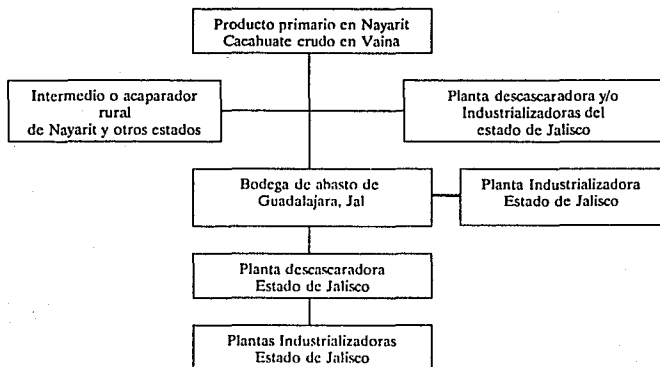 Producto primario en Nayarit
Cacahuate crudo en Vaina
Intermedio o acaparador
rural
de Nayarit y otros estados
Planta descascaradora y/o
Industrializadoras del
estado de Jalisco
Bodega de abasto de
Guadalajara, Jal
Planta Industrializadora
Estado de Jalisco
Planta descascaradora
Estado de Jalisco
Plantas Industrializadoras
Estado de Jalisco